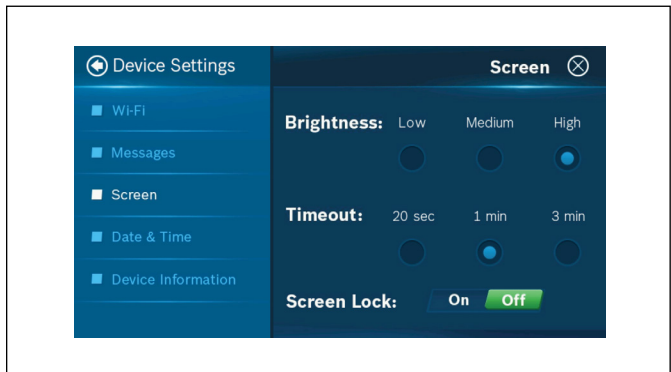 Device Settings
Wi-Fi
Messages
Screen
Date & Time
Device Information
Screen
Brightness: Low Medium High
Timeout: 20 sec 1 min 3 min
Screen Lock: On Off